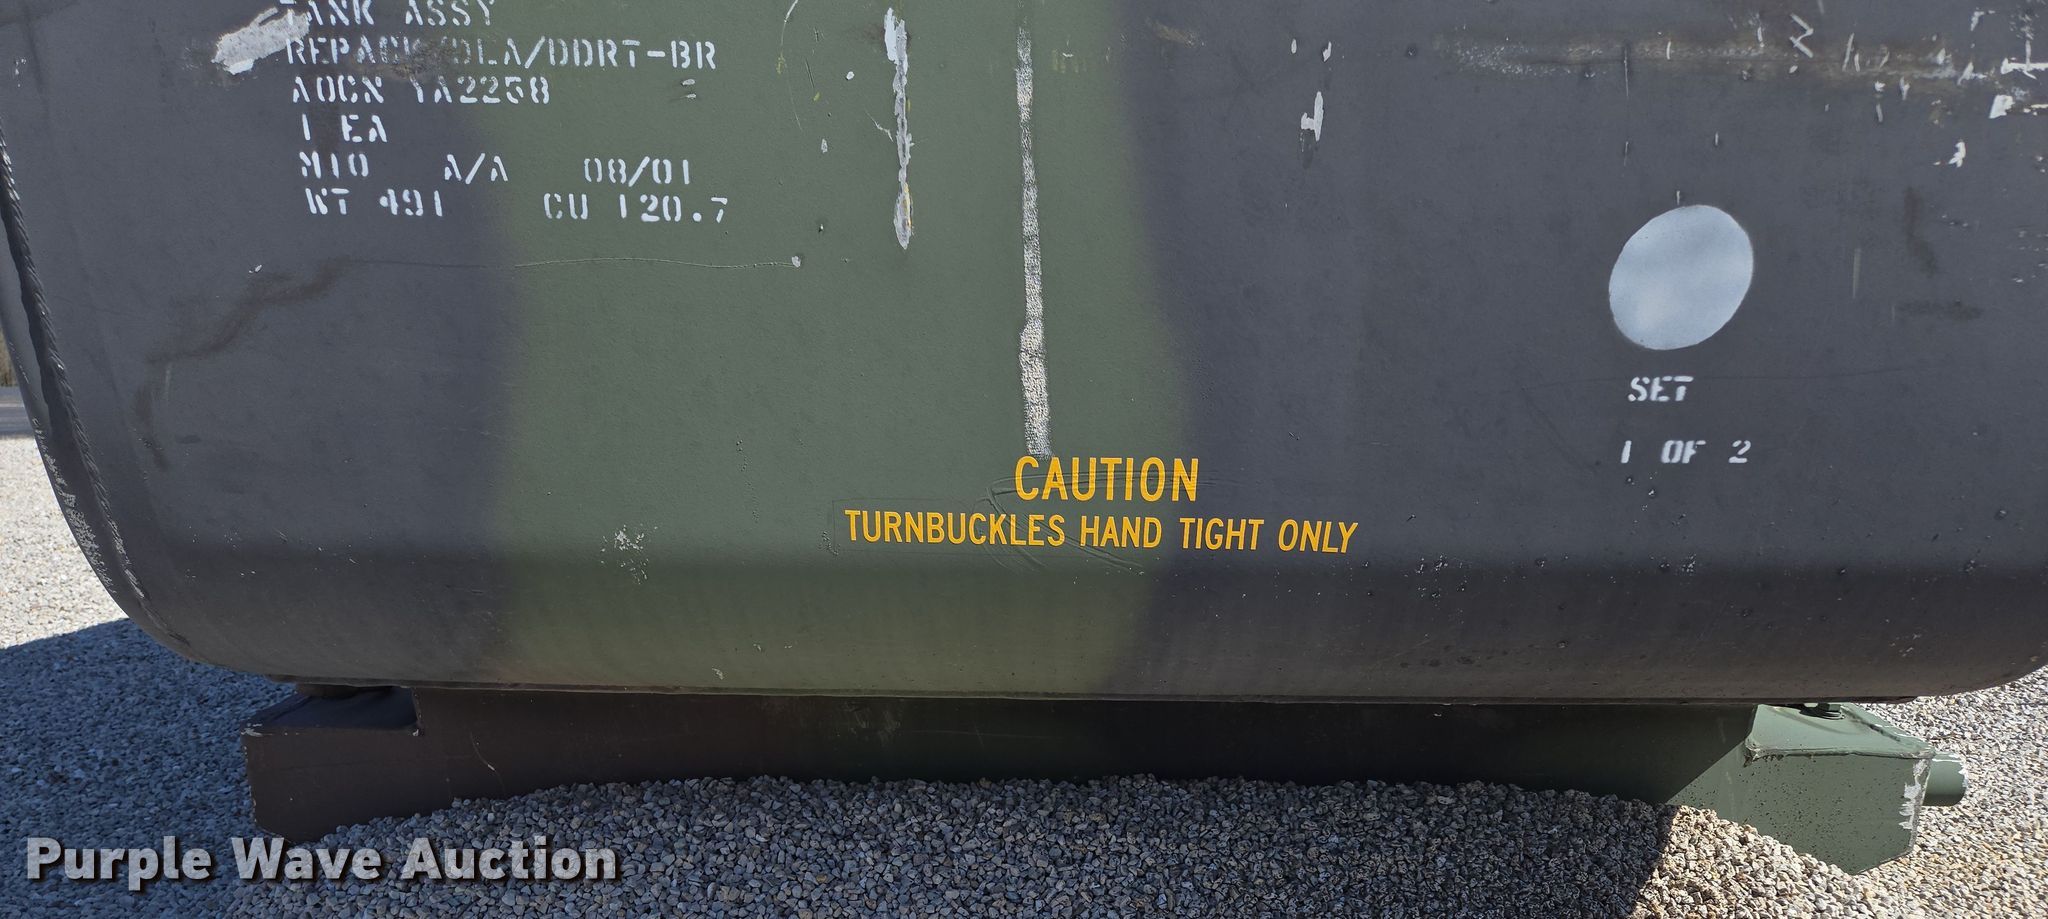 TANK ASSY
REPACK/DLA/DDRT-BR
AOCN YA2258
1 EA
M10 A/A 08/01
WT 491 CU 120.7
SET
1 OF 2
CAUTION
TURNBUCKLES HAND TIGHT ONLY
Purple Wave Auction